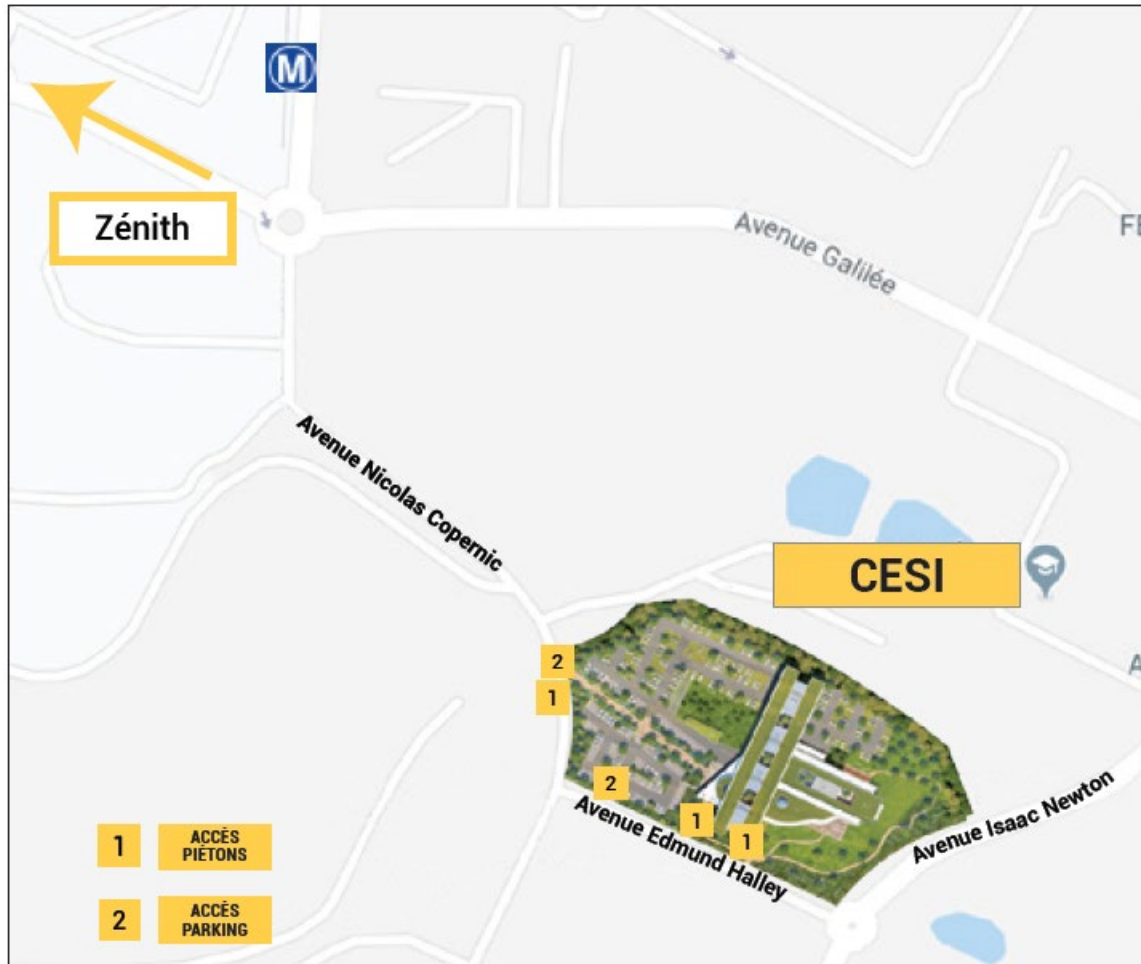 M
Zénith
Avenue Galilée
FE
Avenue Nicolas Copernic
CESI
2
1
A
2
1
1
Avenue Edmund Halley
Avenue Isaac Newton
1 ACCÈS
PIÉTONS
2 ACCÈS
PARKING